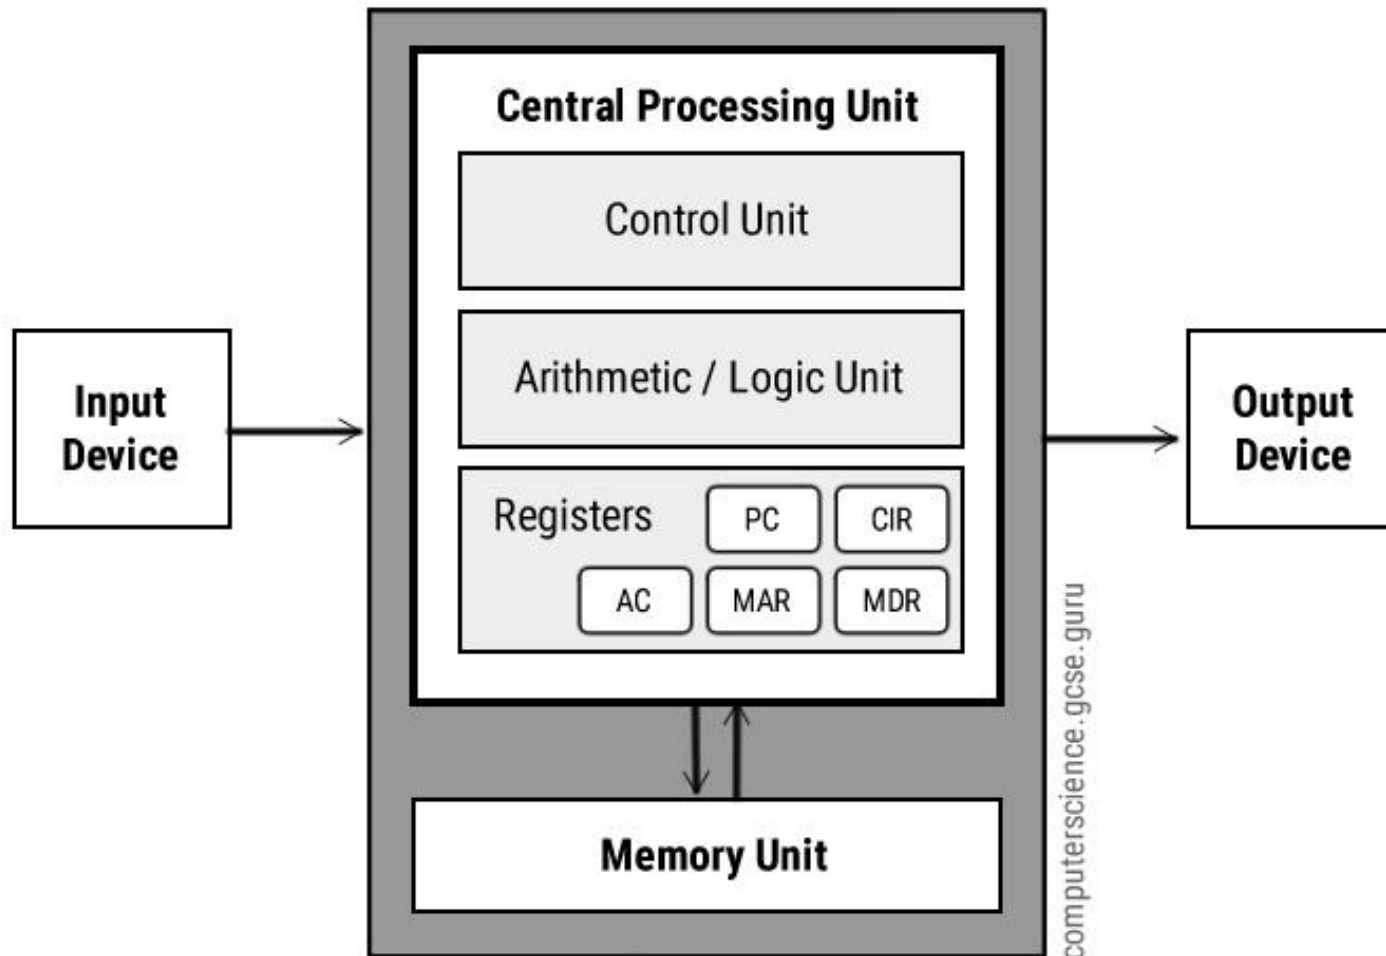 Central Processing Unit
Control Unit
Arithmetic / Logic Unit
Input
Device
Output
Device
Registers
PC
CIR
AC
MAR
MDR
Memory Unit
computerscience.gcse.guru